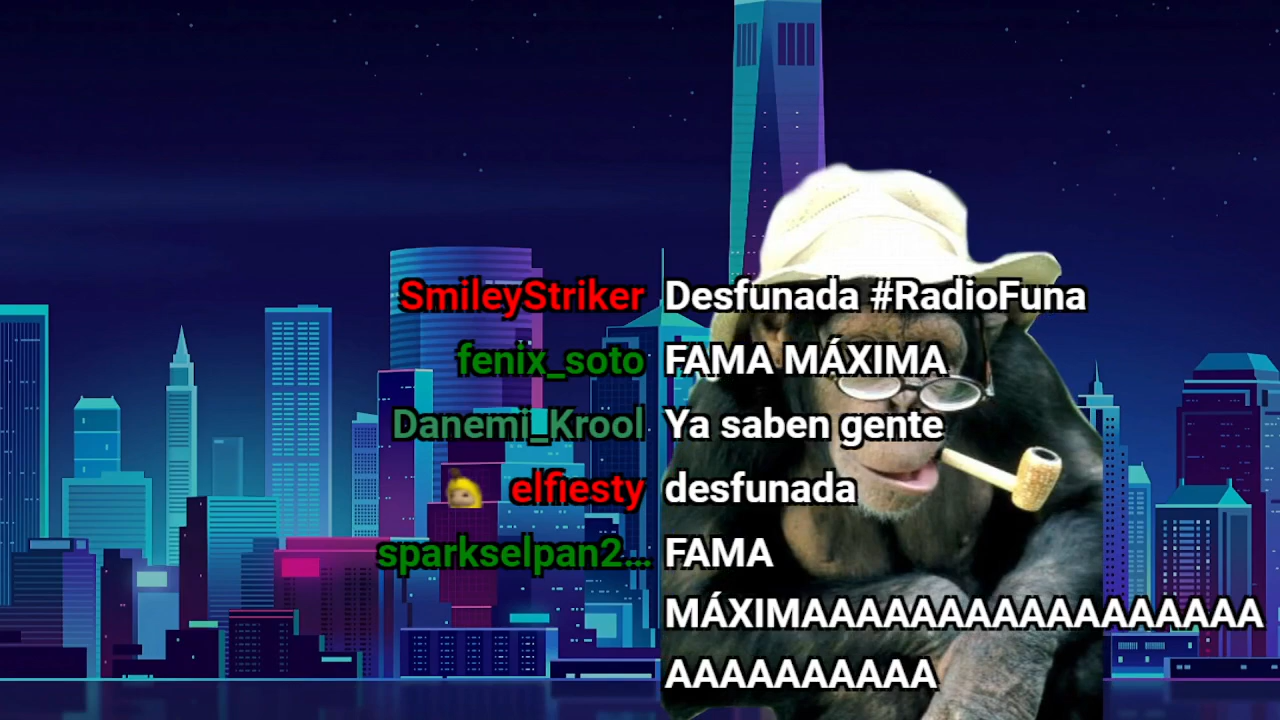 SmileyStriker Desfunada #RadioFuna
fenix_soto FAMA MÁXIMA
Danemi_Krool Ya saben gente
elfiesty desfunada
sparkselpan2... FAMA
MÁXIMAAAAAAAAAAAAAAAAAA
AAAAAAAAAA